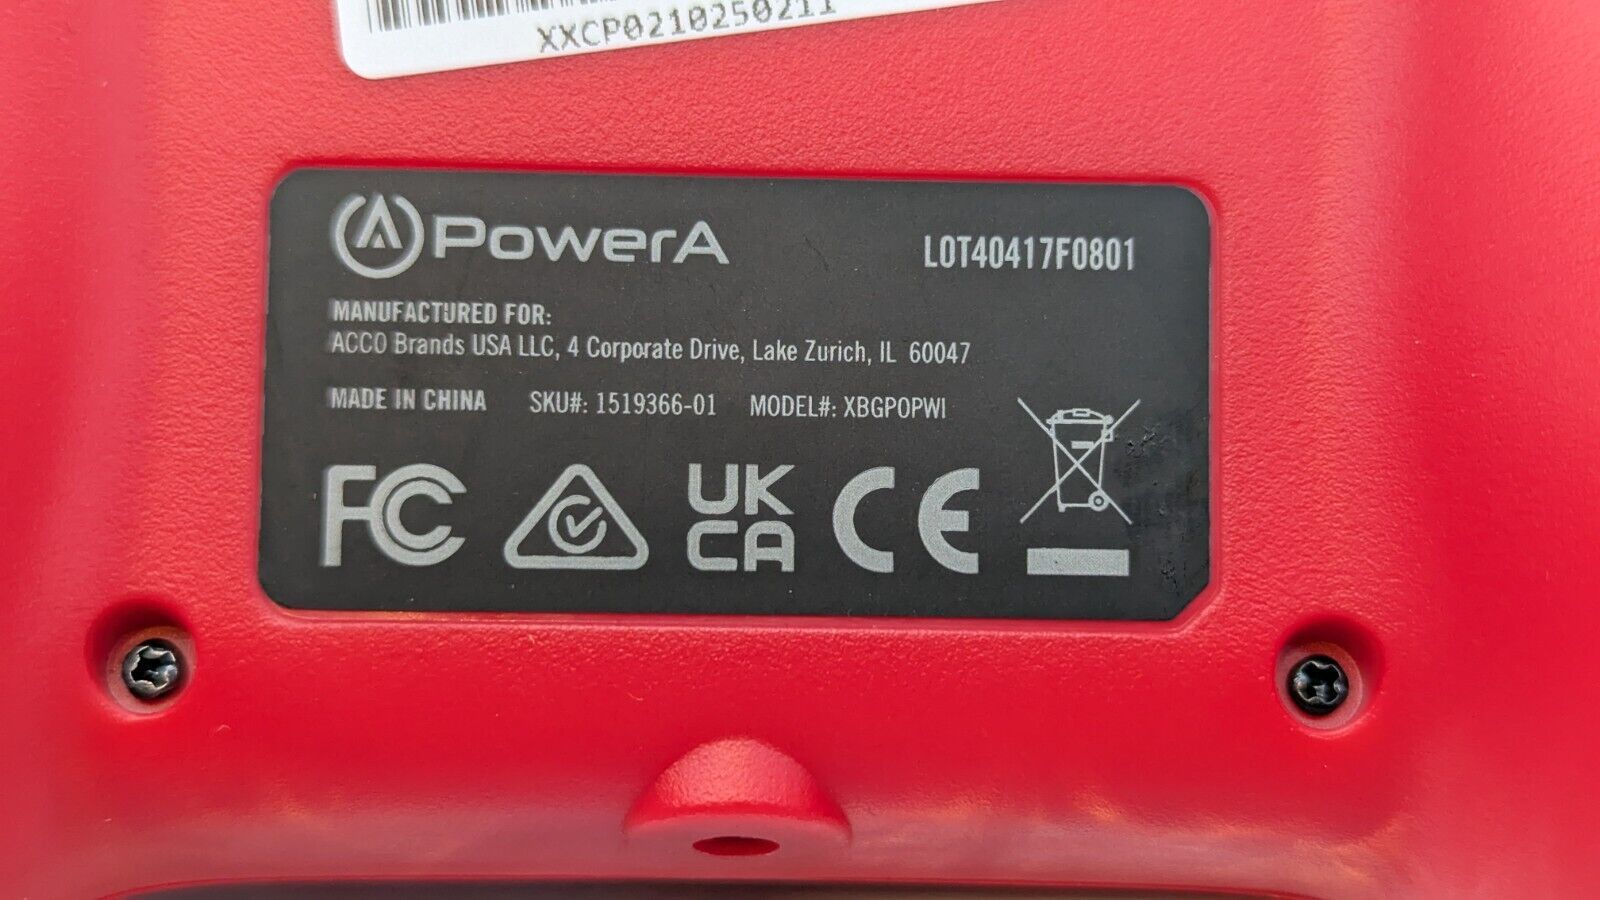 XXCP0210250211
PowerA
LOT40417F0801
MANUFACTURED FOR:
ACCO Brands USA LLC, 4 Corporate Drive, Lake Zurich, IL 60047
MADE IN CHINA SKU#: 1519366-01 MODEL#: XBGPOPWI
FC UK CA CE